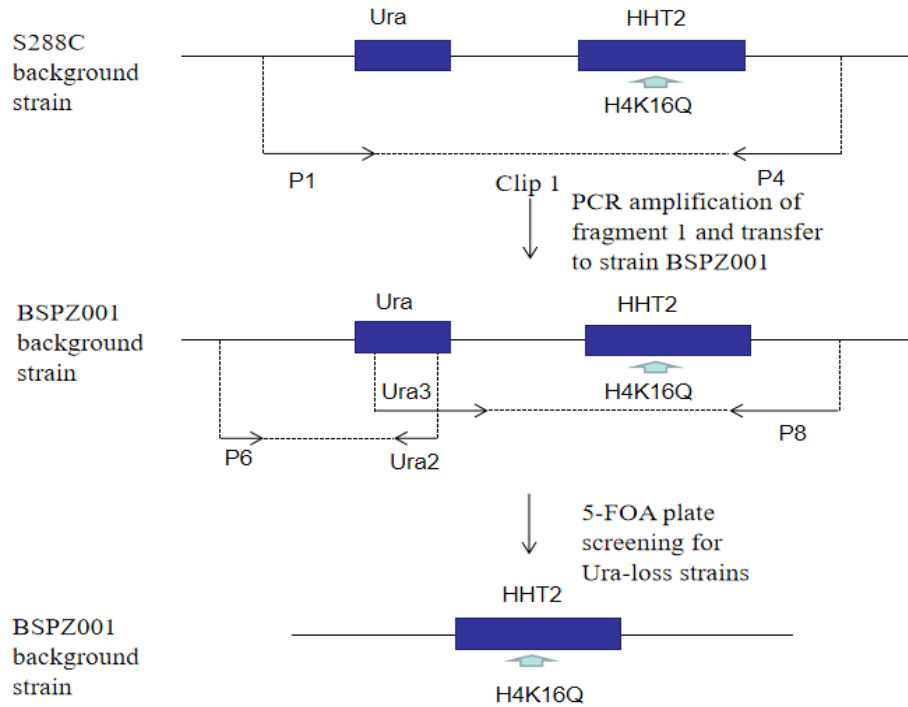 Ura
HHT2
S288C
background
strain
H4K16Q
P1
P4
Clip 1
PCR amplification of
fragment 1 and transfer
to strain BSPZ001
BSPZ001
background
strain
Ura
HHT2
Ura3
H4K16Q
P6
Ura2
P8
5-FOA plate
screening for
Ura-loss strains
HHT2
BSPZ001
background
strain
H4K16Q